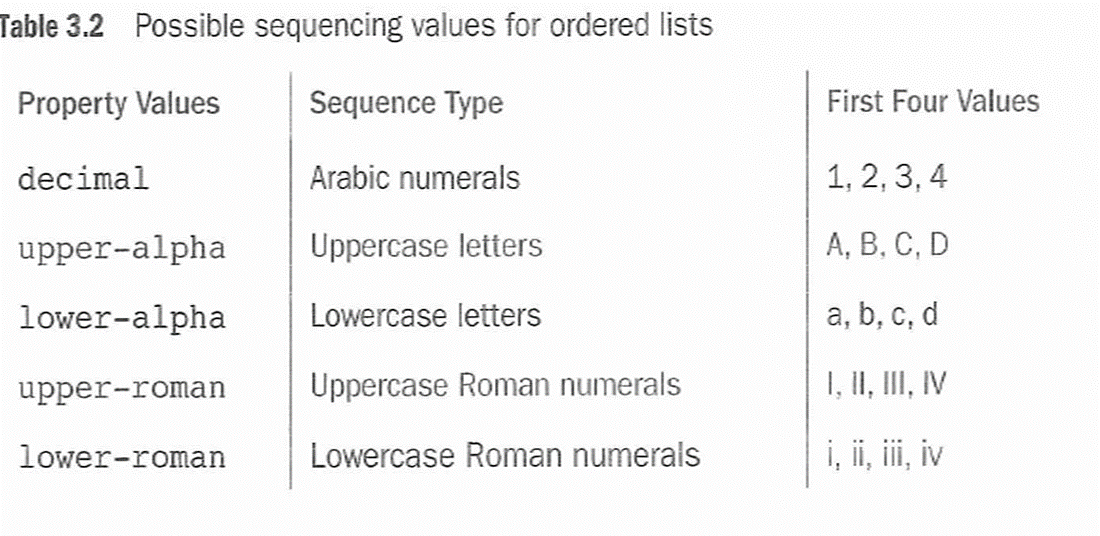 Table 3.2 Possible sequencing values for ordered lists
Property Values Sequence Type First Four Values
decimal Arabic numerals 1, 2, 3, 4
upper-alpha Uppercase letters A, B, C, D
lower-alpha Lowercase letters a, b, c, d
upper-roman Uppercase Roman numerals I, II, III, IV
lower-roman Lowercase Roman numerals i, ii, iii, iv